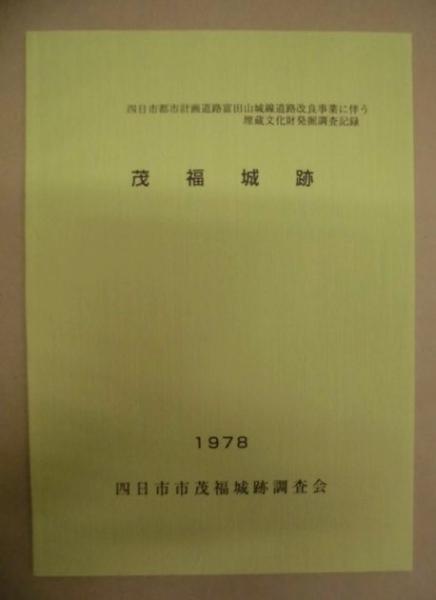 四日市都市計画道路富田山城線道路改良事業に伴う
埋蔵文化財発掘調査記録
茂福城跡
1978
四日市市茂福城跡調査会